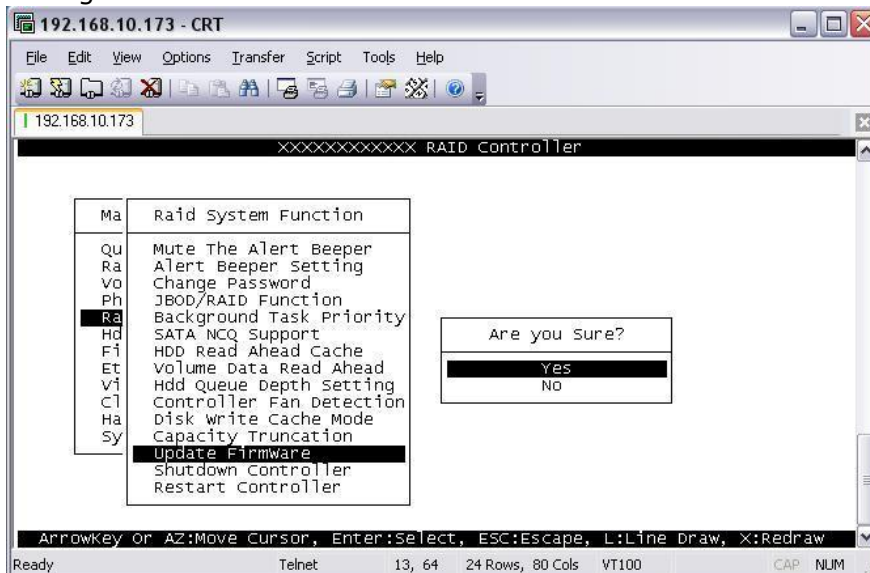 192.168.10.173 - CRT
File Edit View Options Transfer Script Tools Help
192.168.10.173
XXXXXXXXXXXX RAID Controller
Ma
Qu
Ra
Vo
Ph
Ra
Hd
Fi
Et
Vi
Cl
Ha
Sy
Raid System Function
Mute The Alert Beeper
Alert Beeper Setting
Change Password
JBOD/RAID Function
Background Task Priority
SATA NCQ Support
HDD Read Ahead Cache
Volume Data Read Ahead
Hdd Queue Depth Setting
Controller Fan Detection
Disk Write Cache Mode
Capacity Truncation
Update FirmWare
Shutdown Controller
Restart Controller
Are you Sure?
Yes
No
ArrowKey Or AZ:Move Cursor, Enter:Select, ESC:Escape, L:Line Draw, X:Redraw
Ready Telnet 13, 64 24 Rows, 80 Cols VT100 CAP NUM